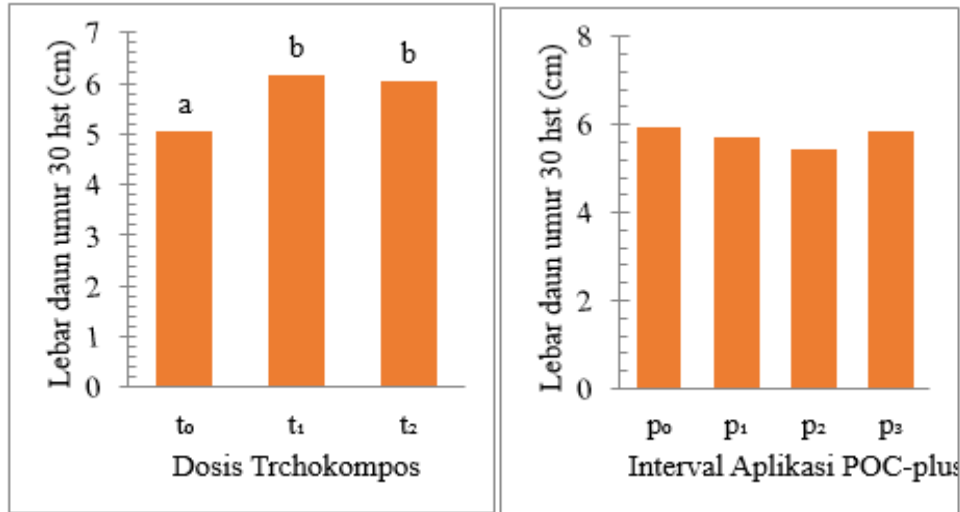 Lebar daun umur 30 hst (cm)
7
6
5
4
3
2
1
0
a
b
b
t₀
t₁
t₂
Dosis Trchokompos
Lebar daun umur 30 hst (cm)
8
6
4
2
0
p₀
p₁
p₂
p₃
Interval Aplikasi POC-plus